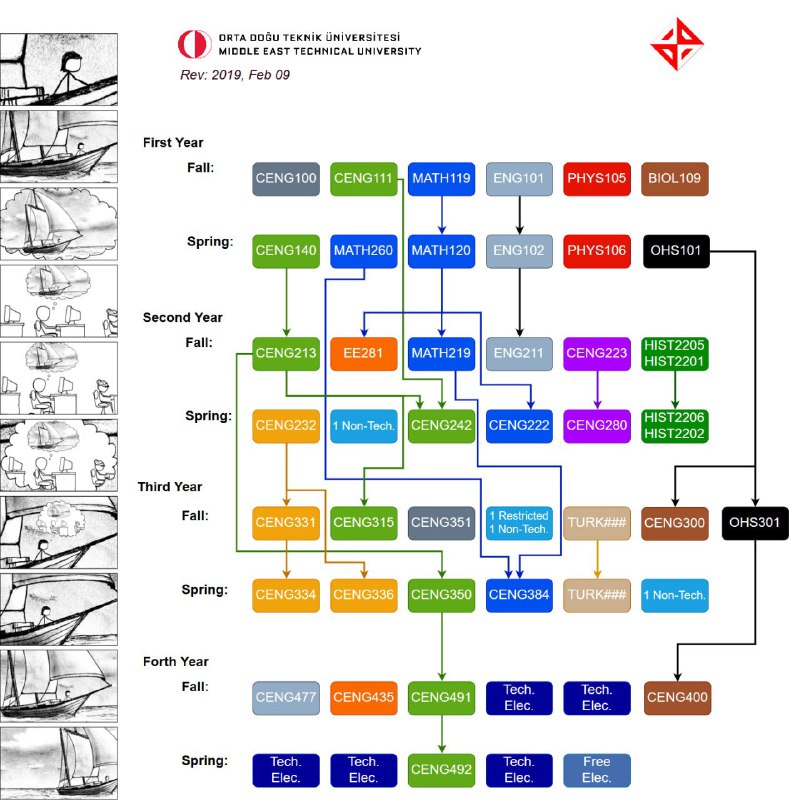 ORTA DOĞU TEKNİK ÜNİVERSİTESİ
MIDDLE EAST TECHNICAL UNIVERSITY
Rev: 2019, Feb 09
First Year
Fall: CENG100 CENG111 MATH119 ENG101 PHYS105 BIOL109
Spring: CENG140 MATH260 MATH120 ENG102 PHYS106 OHS101
Second Year
Fall: CENG213 EE281 MATH219 ENG211 CENG223 HIST2205
HIST2201
Spring: CENG232 1 Non-Tech. CENG242 CENG222 CENG280 HIST2206
HIST2202
Third Year
Fall: CENG331 CENG315 CENG351 1 Restricted
1 Non-Tech. TURK### CENG300 OHS301
Spring: CENG334 CENG336 CENG350 CENG384 TURK### 1 Non-Tech.
Forth Year
Fall: CENG477 CENG435 CENG491 Tech.
Elec. Tech.
Elec. CENG400
Spring: Tech.
Elec. Tech.
Elec. CENG492 Tech.
Elec. Free
Elec.